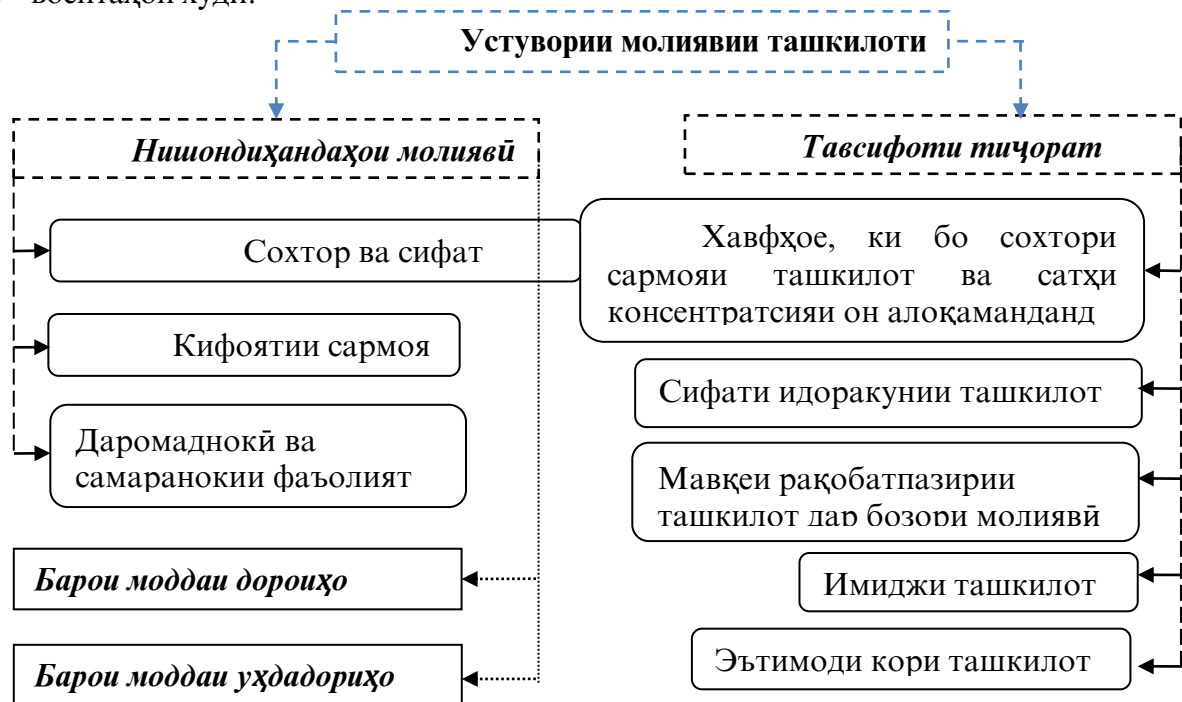 воситаҳои худӣ.
Устувории молиявии ташкилоти
Нишондиҳандаҳои молиявӣ
Сохтор ва сифат
Кифоятии сармоя
Даромаднокӣ ва
самаранокии фаъолият
Барои моддаи дороиҳо
Барои моддаи уҳдадориҳо
Тавсифоти тиҷорат
Хавфҳое, ки бо сохтори
сармояи ташкилот ва сатҳи
консентратсияи он алоқаманданд
Сифати идоракунии ташкилот
Мавқеи рақобатпазирии
ташкилот дар бозори молиявӣ
Имиджи ташкилот
Эътимоди кори ташкилот